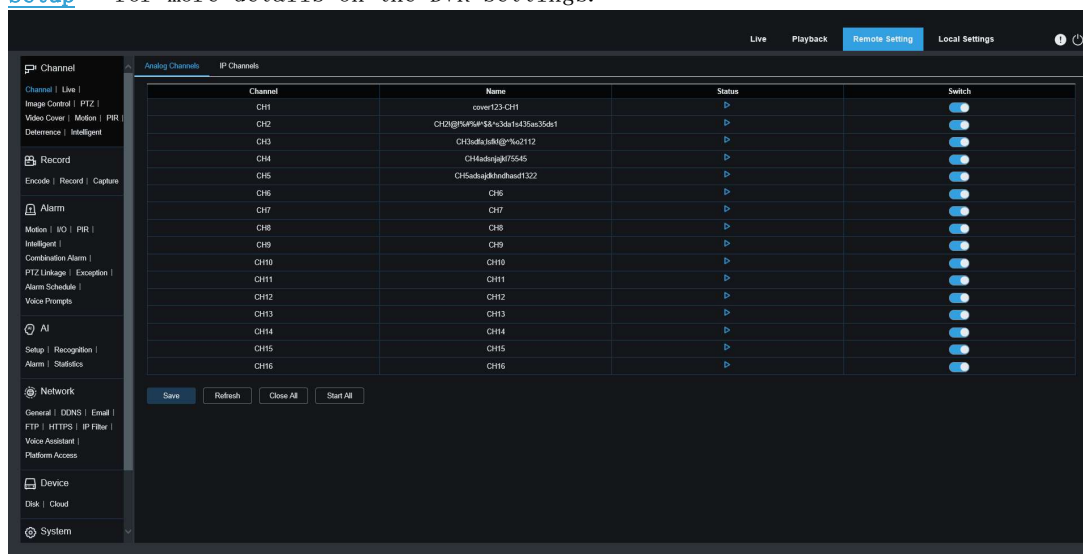 Setup for more details on the DVR settings.
Live Playback Remote Setting Local Settings
Channel
Channel | Live |
Image Control | PTZ |
Video Cover | Motion | PIR |
Deterrence | Intelligent
Record
Encode | Record | Capture
Alarm
Motion | I/O | PIR |
Intelligent |
Combination Alarm |
PTZ Linkage | Exception |
Alarm Schedule |
Voice Prompts
AI
Setup | Recognition |
Alarm | Statistics
Network
General | DDNS | Email |
FTP | HTTPS | IP Filter |
Voice Assistant |
Platform Access
Device
Disk | Cloud
System
Analog Channels IP Channels
Channel Name Status Switch
CH1 cover123-CH1
CH2
CH3
CH4 CH4adsnjajkl75545
CH5 CH5adsajdkhndhasd1322
CH6 CH6
CH7 CH7
CH8 CH8
CH9 CH9
CH10 CH10
CH11 CH11
CH12 CH12
CH13 CH13
CH14 CH14
CH15 CH15
CH16 CH16
Save Refresh Close All Start All